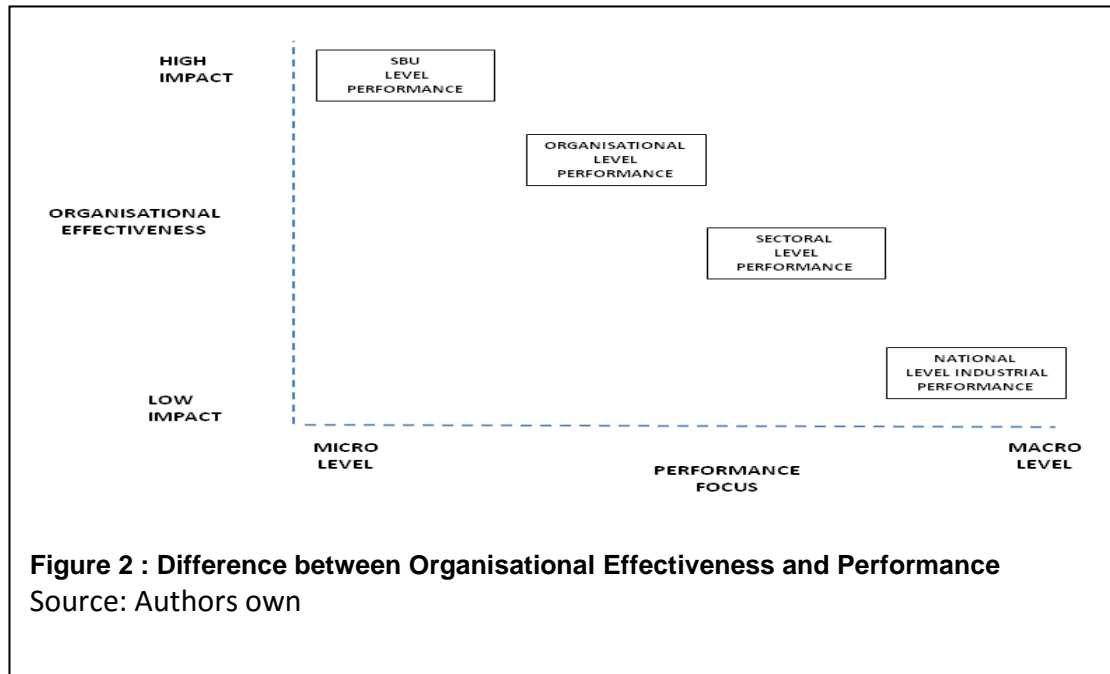 HIGH
IMPACT
SBU
LEVEL
PERFORMANCE
ORGANISATIONAL
LEVEL
PERFORMANCE
ORGANISATIONAL
EFFECTIVENESS
SECTORAL
LEVEL
PERFORMANCE
NATIONAL
LEVEL INDUSTRIAL
PERFORMANCE
LOW
IMPACT
MICRO
LEVEL
PERFORMANCE
FOCUS
MACRO
LEVEL
Figure 2 : Difference between Organisational Effectiveness and Performance
Source: Authors own